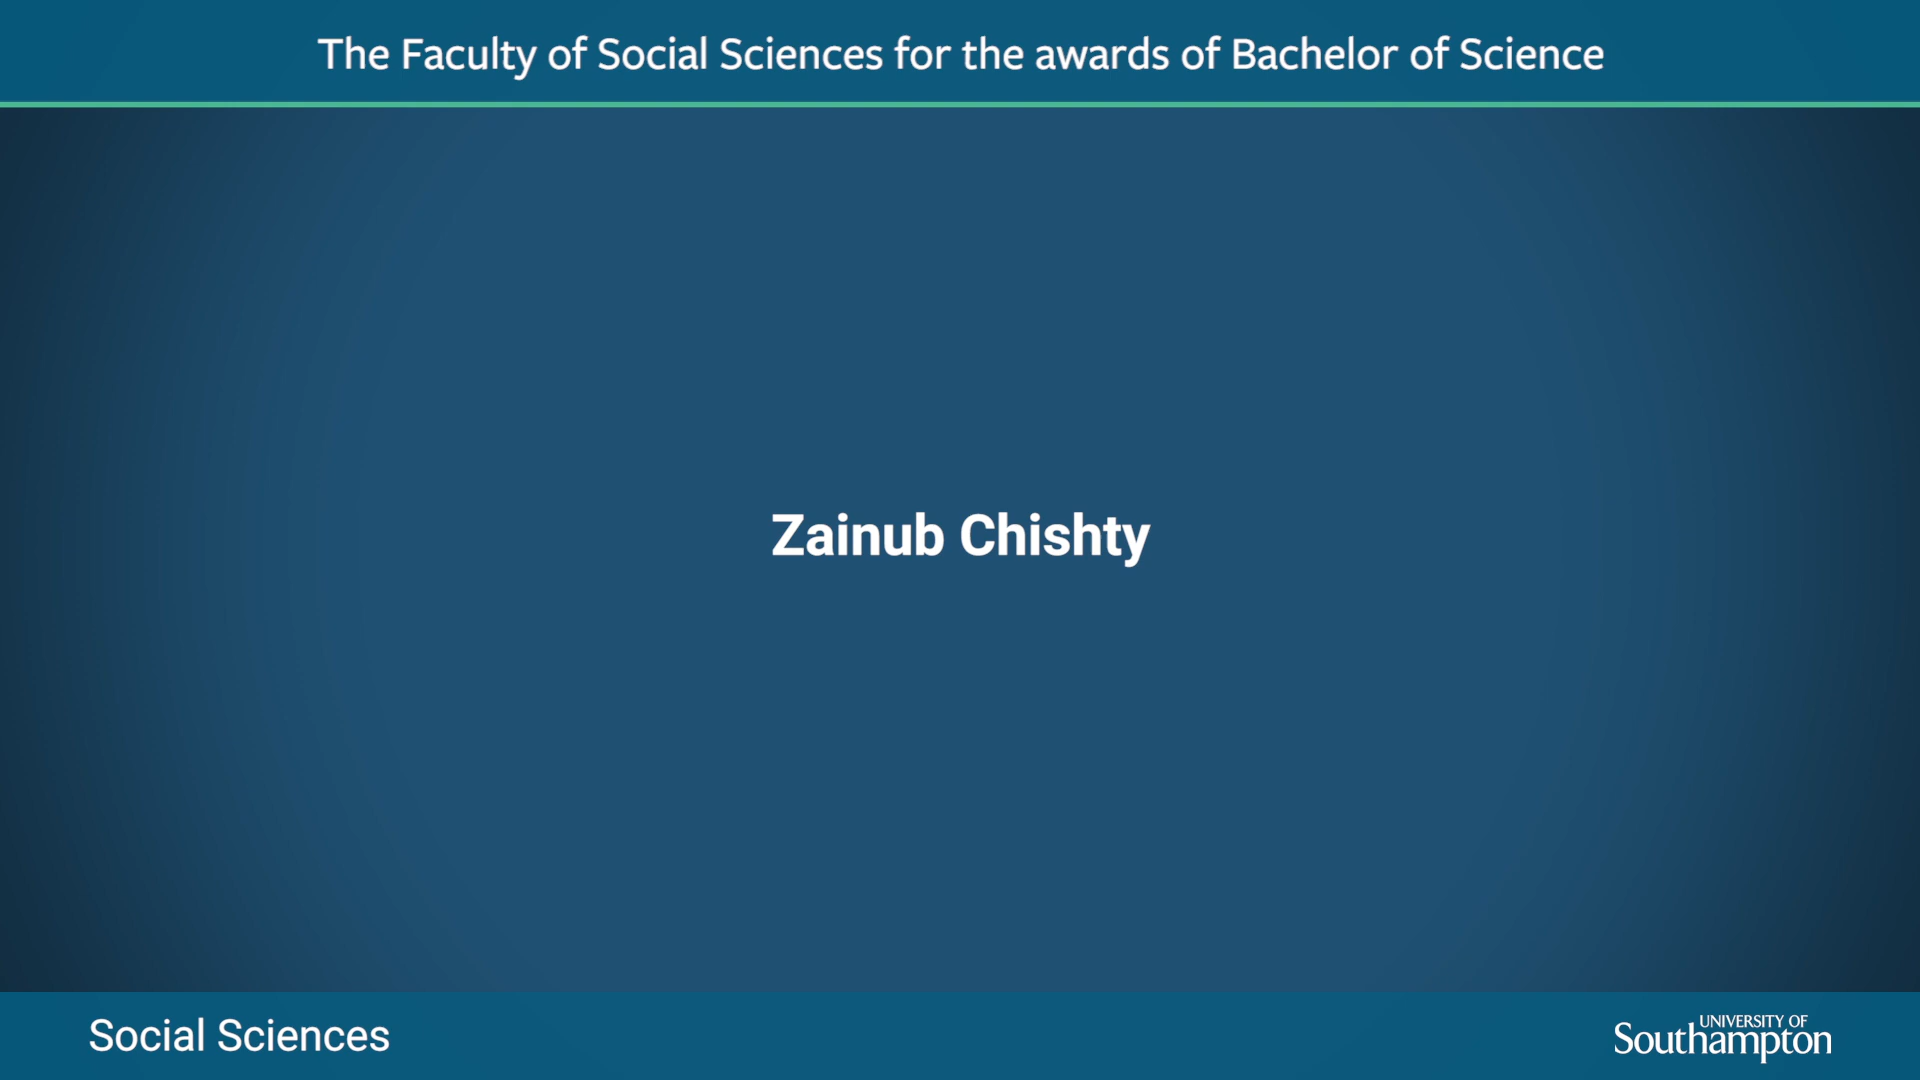 The Faculty of Social Sciences for the awards of Bachelor of Science
Zainub Chishty
Social Sciences
UNIVERSITY OF
Southampton